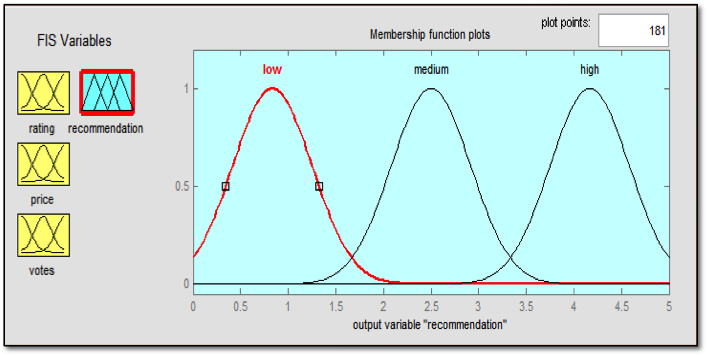 FIS Variables
Membership function plots
plot points:
181
low
medium
high
rating
recommendation
price
votes
1
0.5
0
0
0.5
1
1.5
2
2.5
3
3.5
4
4.5
5
output variable "recommendation"